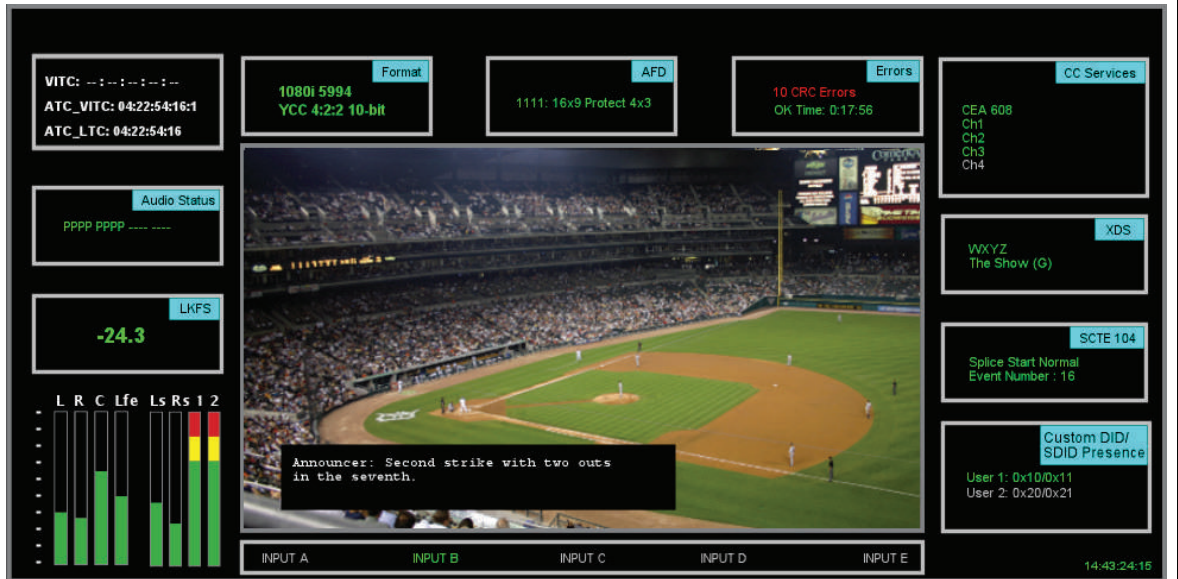 VITC: -- : -- : -- : -- : --
ATC_VITC: 04:22:54:16:1
ATC_LTC: 04:22:54:16
Format
1080i 5994
YCC 4:2:2 10-bit
AFD
1111: 16x9 Protect 4x3
Errors
10 CRC Errors
OK Time: 0:17:56
CC Services
CEA 608
Ch1
Ch2
Ch3
Ch4
Audio Status
PPPP PPPP ---- ----
XDS
WXYZ
The Show (G)
LKFS
-24.3
SCTE 104
Splice Start Normal
Event Number : 16
L R C Lfe Ls Rs 1 2
Custom DID/
SDID Presence
User 1: 0x10/0x11
User 2: 0x20/0x21
Announcer: Second strike with two outs
in the seventh.
INPUT A INPUT B INPUT C INPUT D INPUT E
14:43:24:15